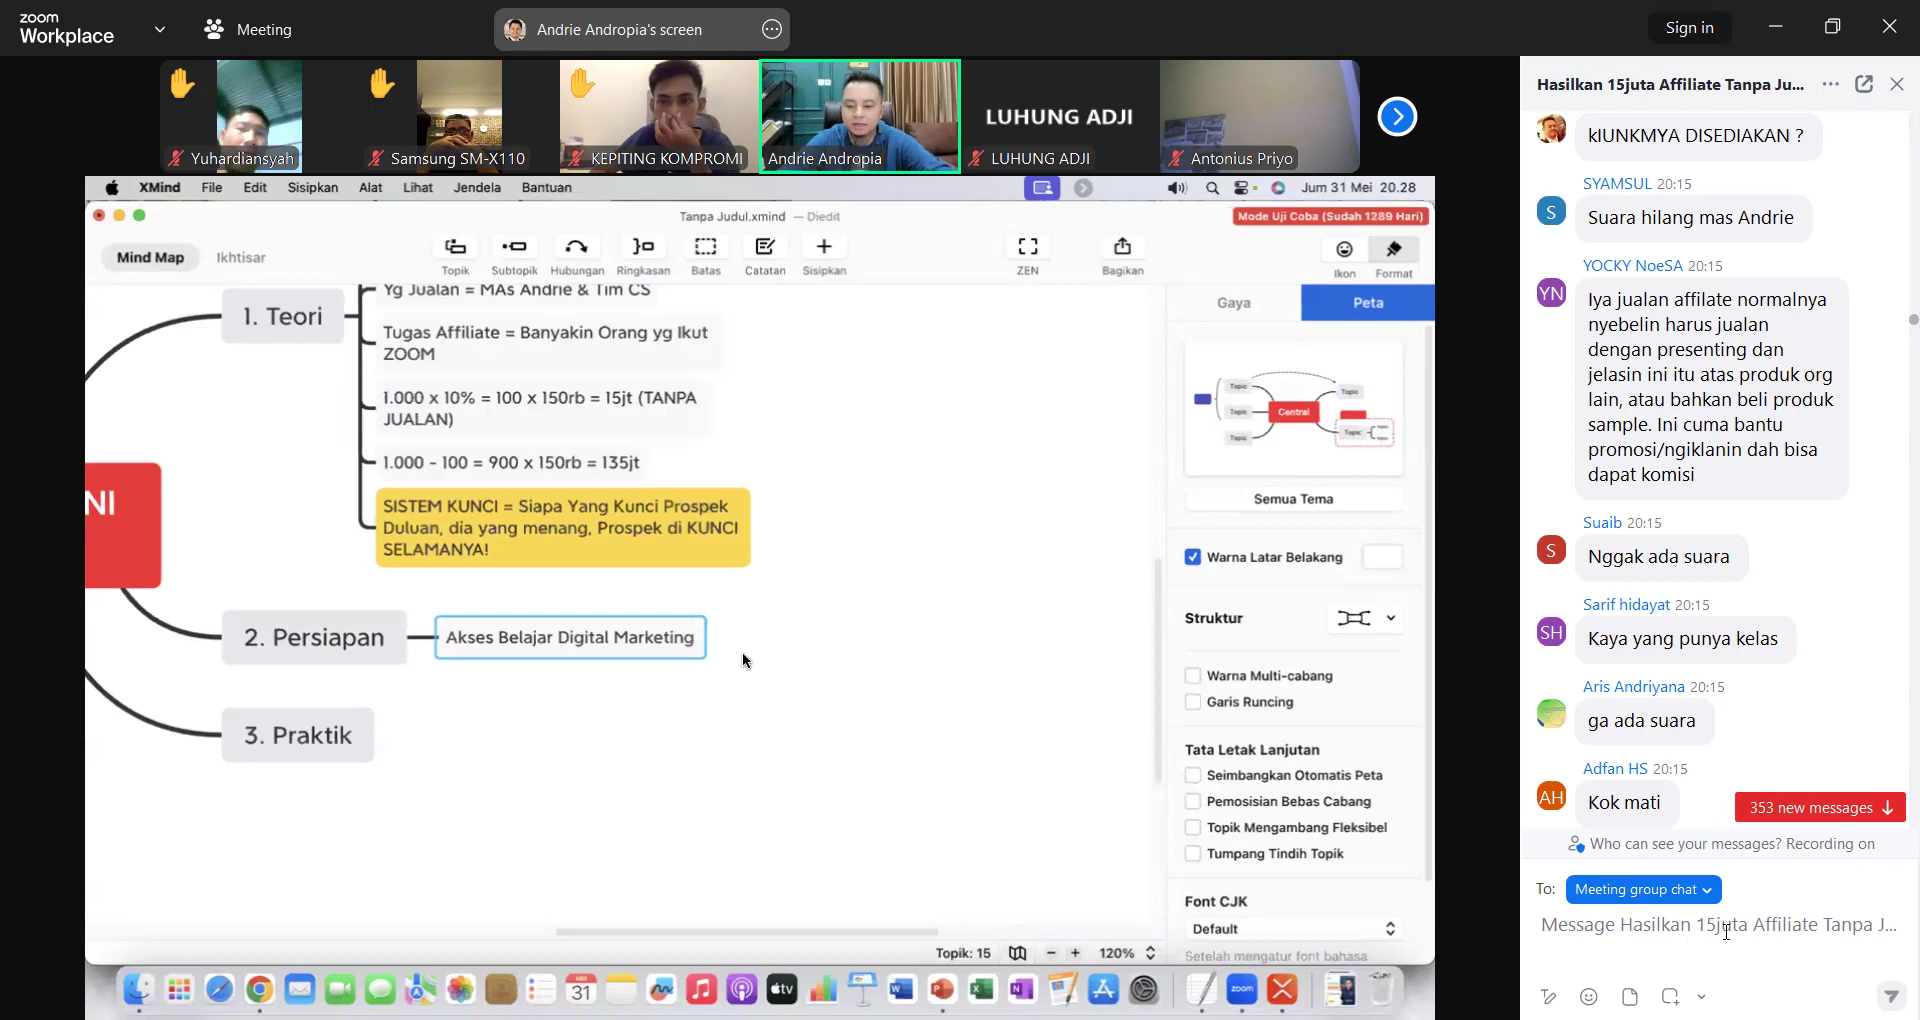 zoom
Workplace
Meeting
Andrie Andropia's screen
Sign in
Yuhardiansyah
Samsung SM-X110
KEPITING KOMPROMI
Andrie Andropia
LUHUNG ADJI
LUHUNG ADJI
Antonius Priyo
XMind File Edit Sisipkan Alat Lihat Jendela Bantuan
Jum 31 Mei 20.28
Tanpa Judul.xmind — Diedit
Mode Uji Coba (Sudah 1289 Hari)
Mind Map
Ikhtisar
Topik
Subtopik
Hubungan
Ringkasan
Batas
Catatan
Sisipkan
ZEN
Bagikan
Ikon
Format
1. Teori
Yg Jualan = MAs Andrie & Tim CS
Tugas Affiliate = Banyakin Orang yg Ikut
ZOOM
1.000 x 10% = 100 x 150rb = 15jt (TANPA
JUALAN)
1.000 - 100 = 900 x 150rb = 135jt
SISTEM KUNCI = Siapa Yang Kunci Prospek
Duluan, dia yang menang, Prospek di KUNCI
SELAMANYA!
NI
2. Persiapan
Akses Belajar Digital Marketing
3. Praktik
Gaya
Peta
Topic
Topic
Topic
Central
Topic
Topic
Semua Tema
Warna Latar Belakang
Struktur
Warna Multi-cabang
Garis Runcing
Tata Letak Lanjutan
Seimbangkan Otomatis Peta
Pemosisian Bebas Cabang
Topik Mengambang Fleksibel
Tumpang Tindih Topik
Font CJK
Default
Setelah mengatur font bahasa
Topik: 15
120%
31
tv
zoom
Hasilkan 15juta Affiliate Tanpa Ju...
kIUNKMYA DISEDIAKAN ?
SYAMSUL 20:15
S
Suara hilang mas Andrie
YOCKY NoeSA 20:15
YN
Iya jualan affilate normalnya
nyebelin harus jualan
dengan presenting dan
jelasin ini itu atas produk org
lain, atau bahkan beli produk
sample. Ini cuma bantu
promosi/ngiklanin dah bisa
dapat komisi
Suaib 20:15
S
Nggak ada suara
Sarif hidayat 20:15
SH
Kaya yang punya kelas
Aris Andriyana 20:15
ga ada suara
Adfan HS 20:15
AH
Kok mati
353 new messages
Who can see your messages? Recording on
To: Meeting group chat
Message Hasilkan 15juta Affiliate Tanpa J...